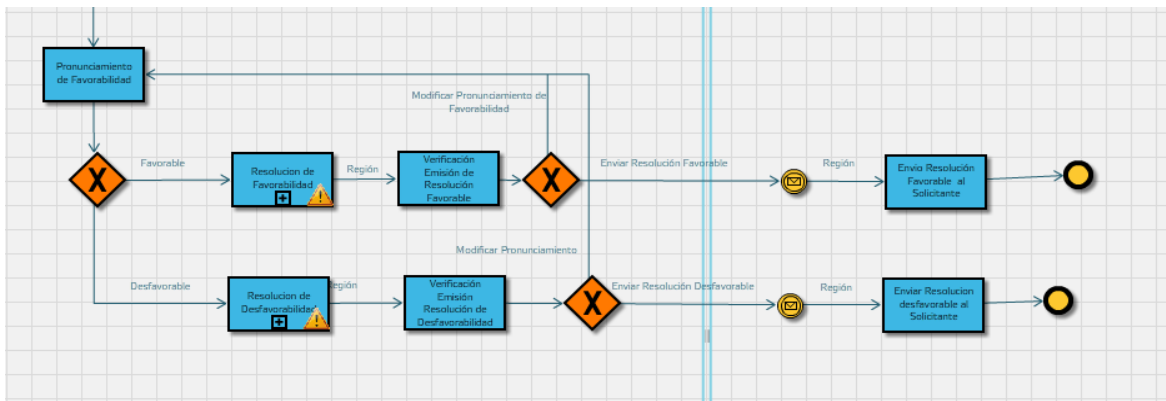 Pronunciamiento
de Favorabilidad
Modificar Pronunciamiento de
Favorabilidad
Favorable
Resolucion de
Favorabilidad
Región
Verificación
Emisión de
Resolución
Favorable
Enviar Resolución Favorable
Región
Envio Resolución
Favorable al
Solicitante
Modificar Pronunciamiento
Desfavorable
Resolucion de
Desfavorabilidad
Región
Verificación
Emisión
Resolución de
Desfavorabilidad
Enviar Resolución Desfavorable
Región
Enviar Resolucion
desfavorable al
Solicitante